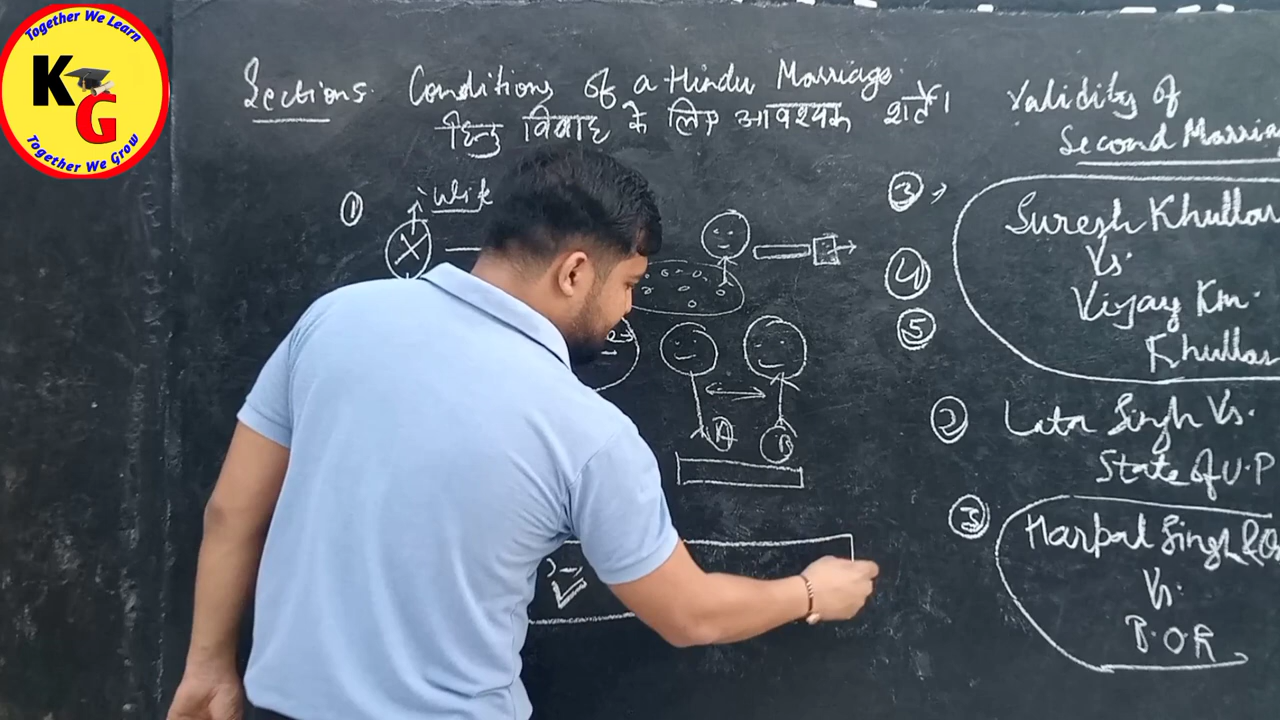 Together We Learn
KG
Together We Grow
Sections. Conditions of a Hindu Marriage.
हिन्दु विवाह के लिए आवश्यक शर्ते।
① Wife
A B
Validity of
Second Marria
③
④
⑤
Suresh Khullar
Vs.
Vijay Km.
Khullar
② Lata Singh Vs.
State of U.P
③ Harpal Singh &
Vs.
B.O.R